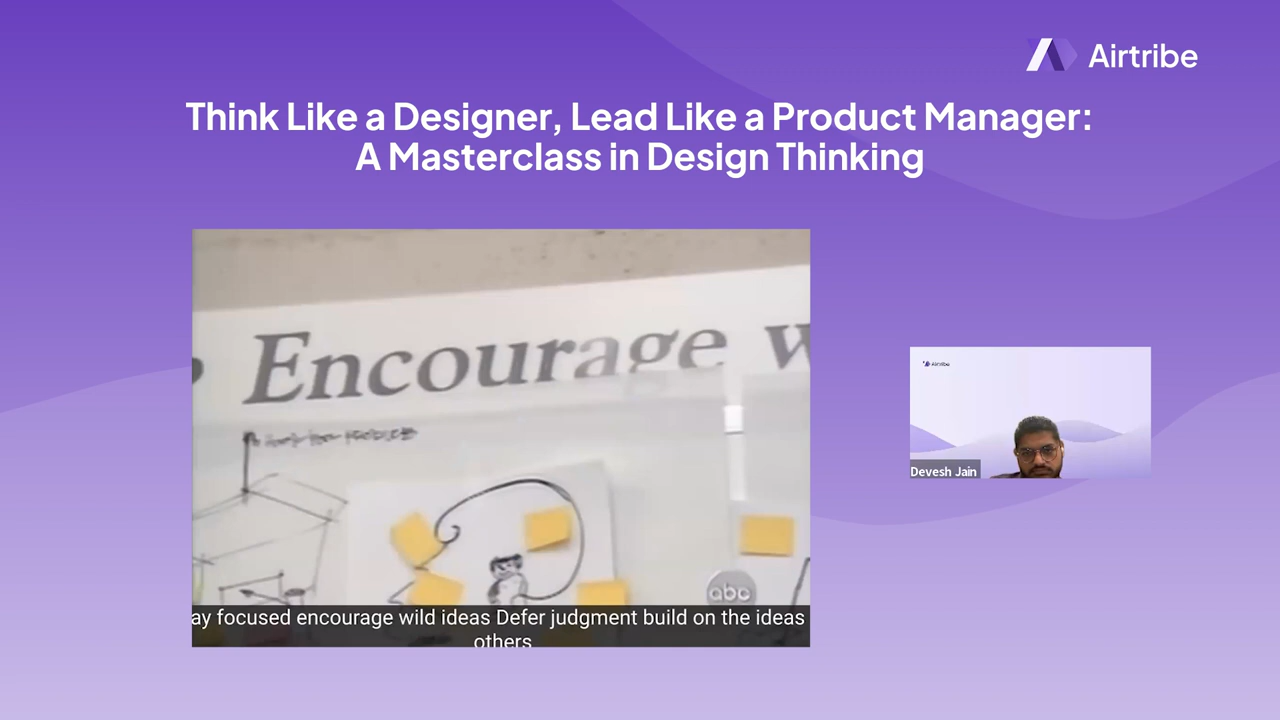 Airtribe
Think Like a Designer, Lead Like a Product Manager:
A Masterclass in Design Thinking
Encourage w
abc
ay focused encourage wild ideas Defer judgment build on the ideas
others
Airtribe
Devesh Jain